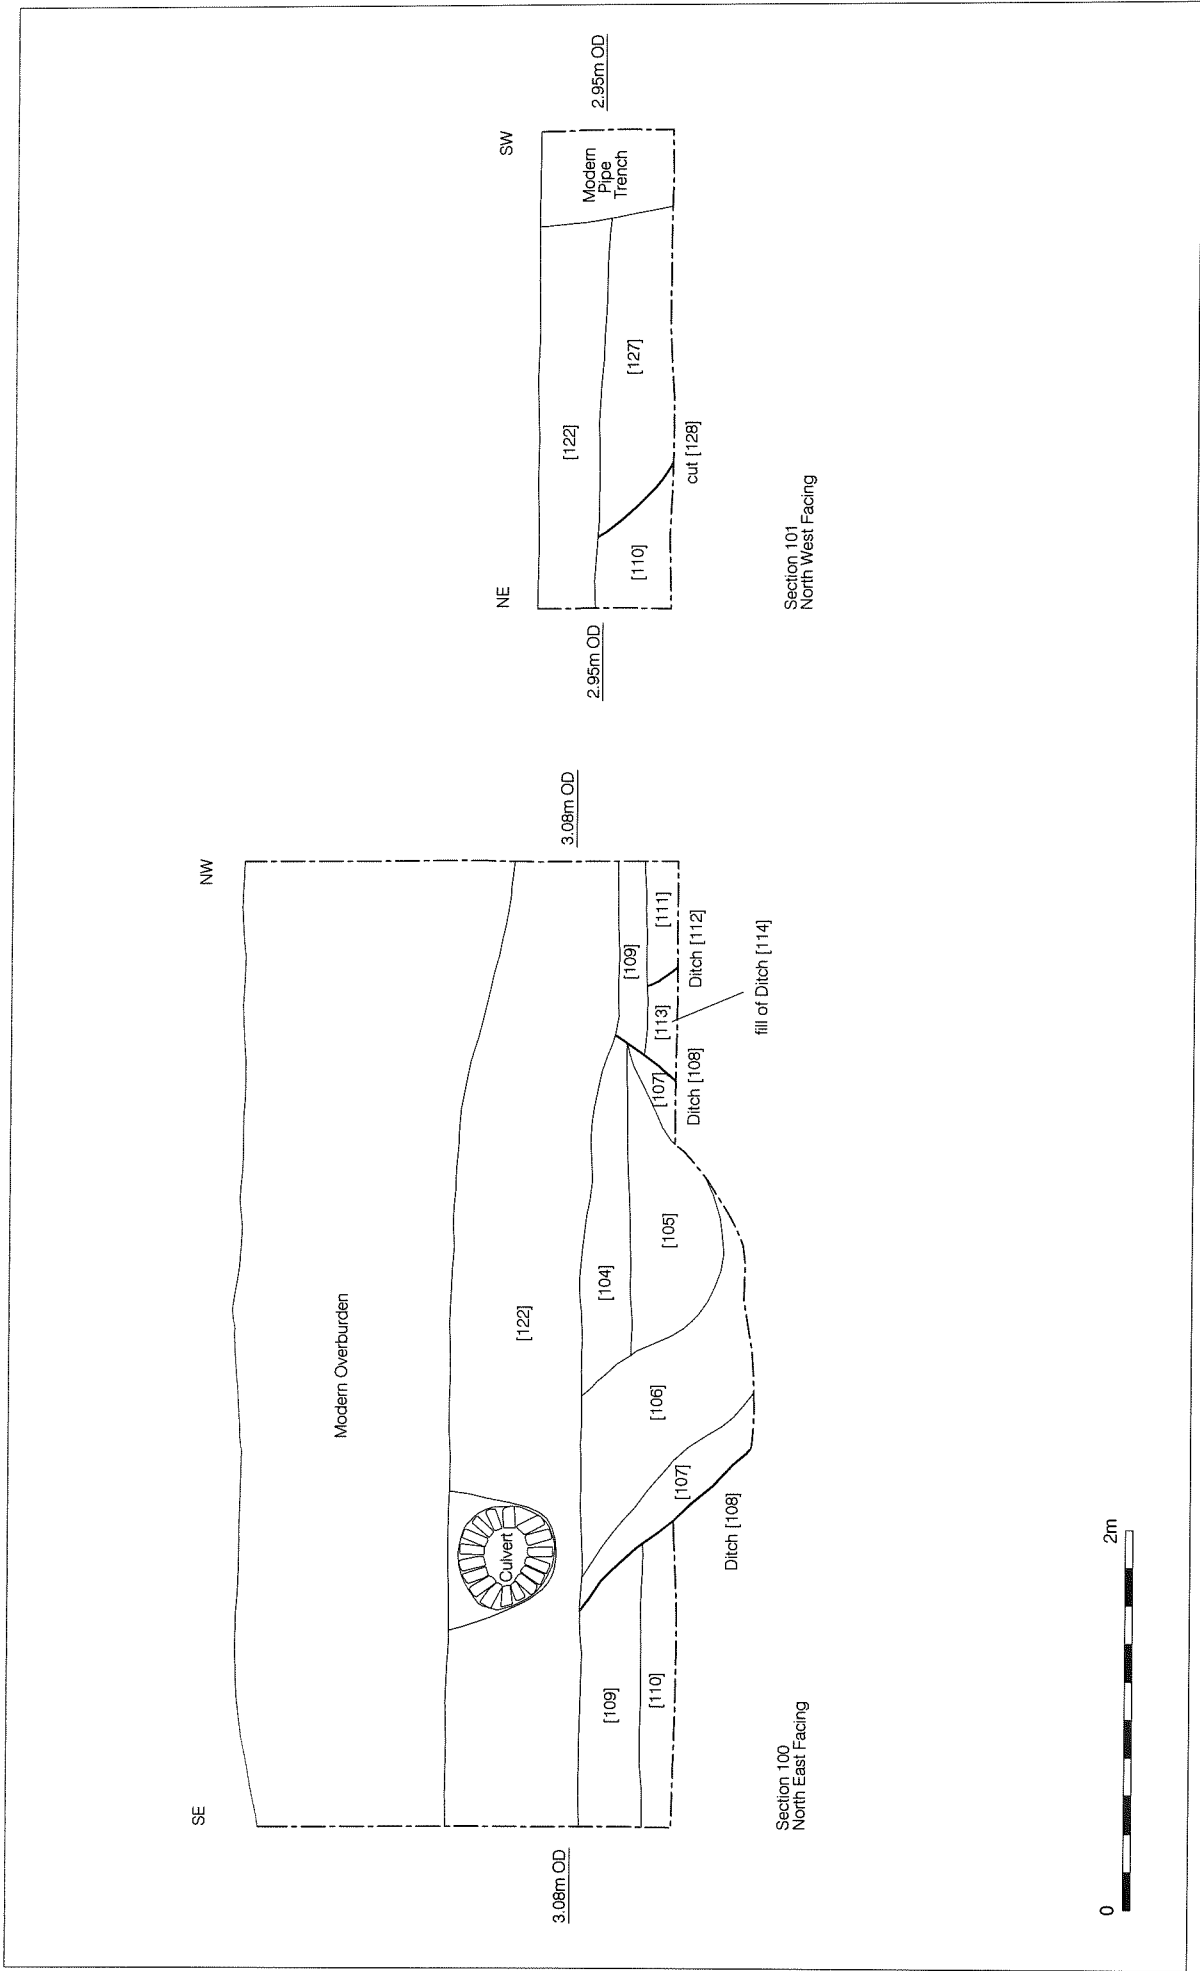 SE
NW
Modern Overburden
[122]
Culvert
3.08m OD
3.08m OD
[104]
[109]
[106]
[105]
[109]
[107]
[107]
[110]
[113]
[111]
Ditch [108]
Ditch [108]
Ditch [112]
fill of Ditch [114]
Section 100
North East Facing
NE
SW
Modern
Pipe
Trench
[122]
2.95m OD
2.95m OD
[110]
[127]
cut [128]
Section 101
North West Facing
0
2m